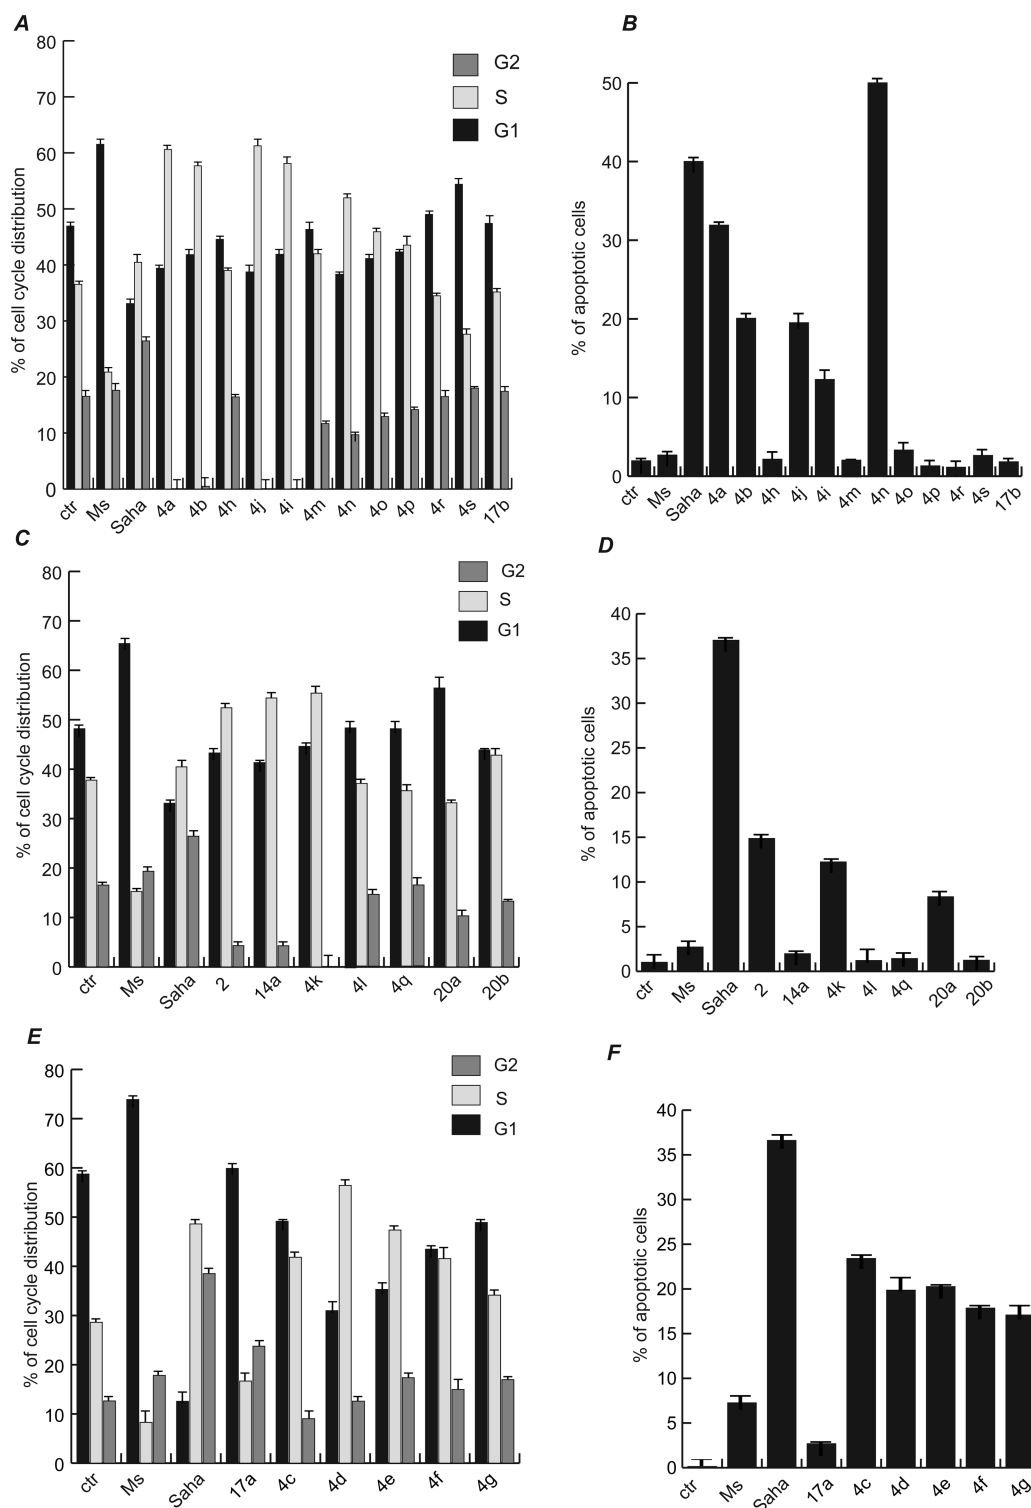 A
80
70
60
50
40
30
20
10
0
% of cell cycle distribution
G2
S
G1
ctr Ms Saha 4a 4b 4h 4j 4i 4m 4n 4o 4p 4r 4s 17b
B
50
40
30
20
10
0
% of apoptotic cells
ctr Ms Saha 4a 4b 4h 4j 4i 4m 4n 4o 4p 4r 4s 17b
C
80
70
60
50
40
30
20
10
0
% of cell cycle distribution
G2
S
G1
ctr Ms Saha 2 14a 4k 4l 4q 20a 20b
D
40
35
30
25
20
15
10
5
0
% of apoptotic cells
ctr Ms Saha 2 14a 4k 4l 4q 20a 20b
E
80
70
60
50
40
30
20
10
0
% of cell cycle distribution
G2
S
G1
ctr Ms Saha 17a 4c 4d 4e 4f 4g
F
40
35
30
25
20
15
10
5
0
% of apoptotic cells
ctr Ms Saha 17a 4c 4d 4e 4f 4g